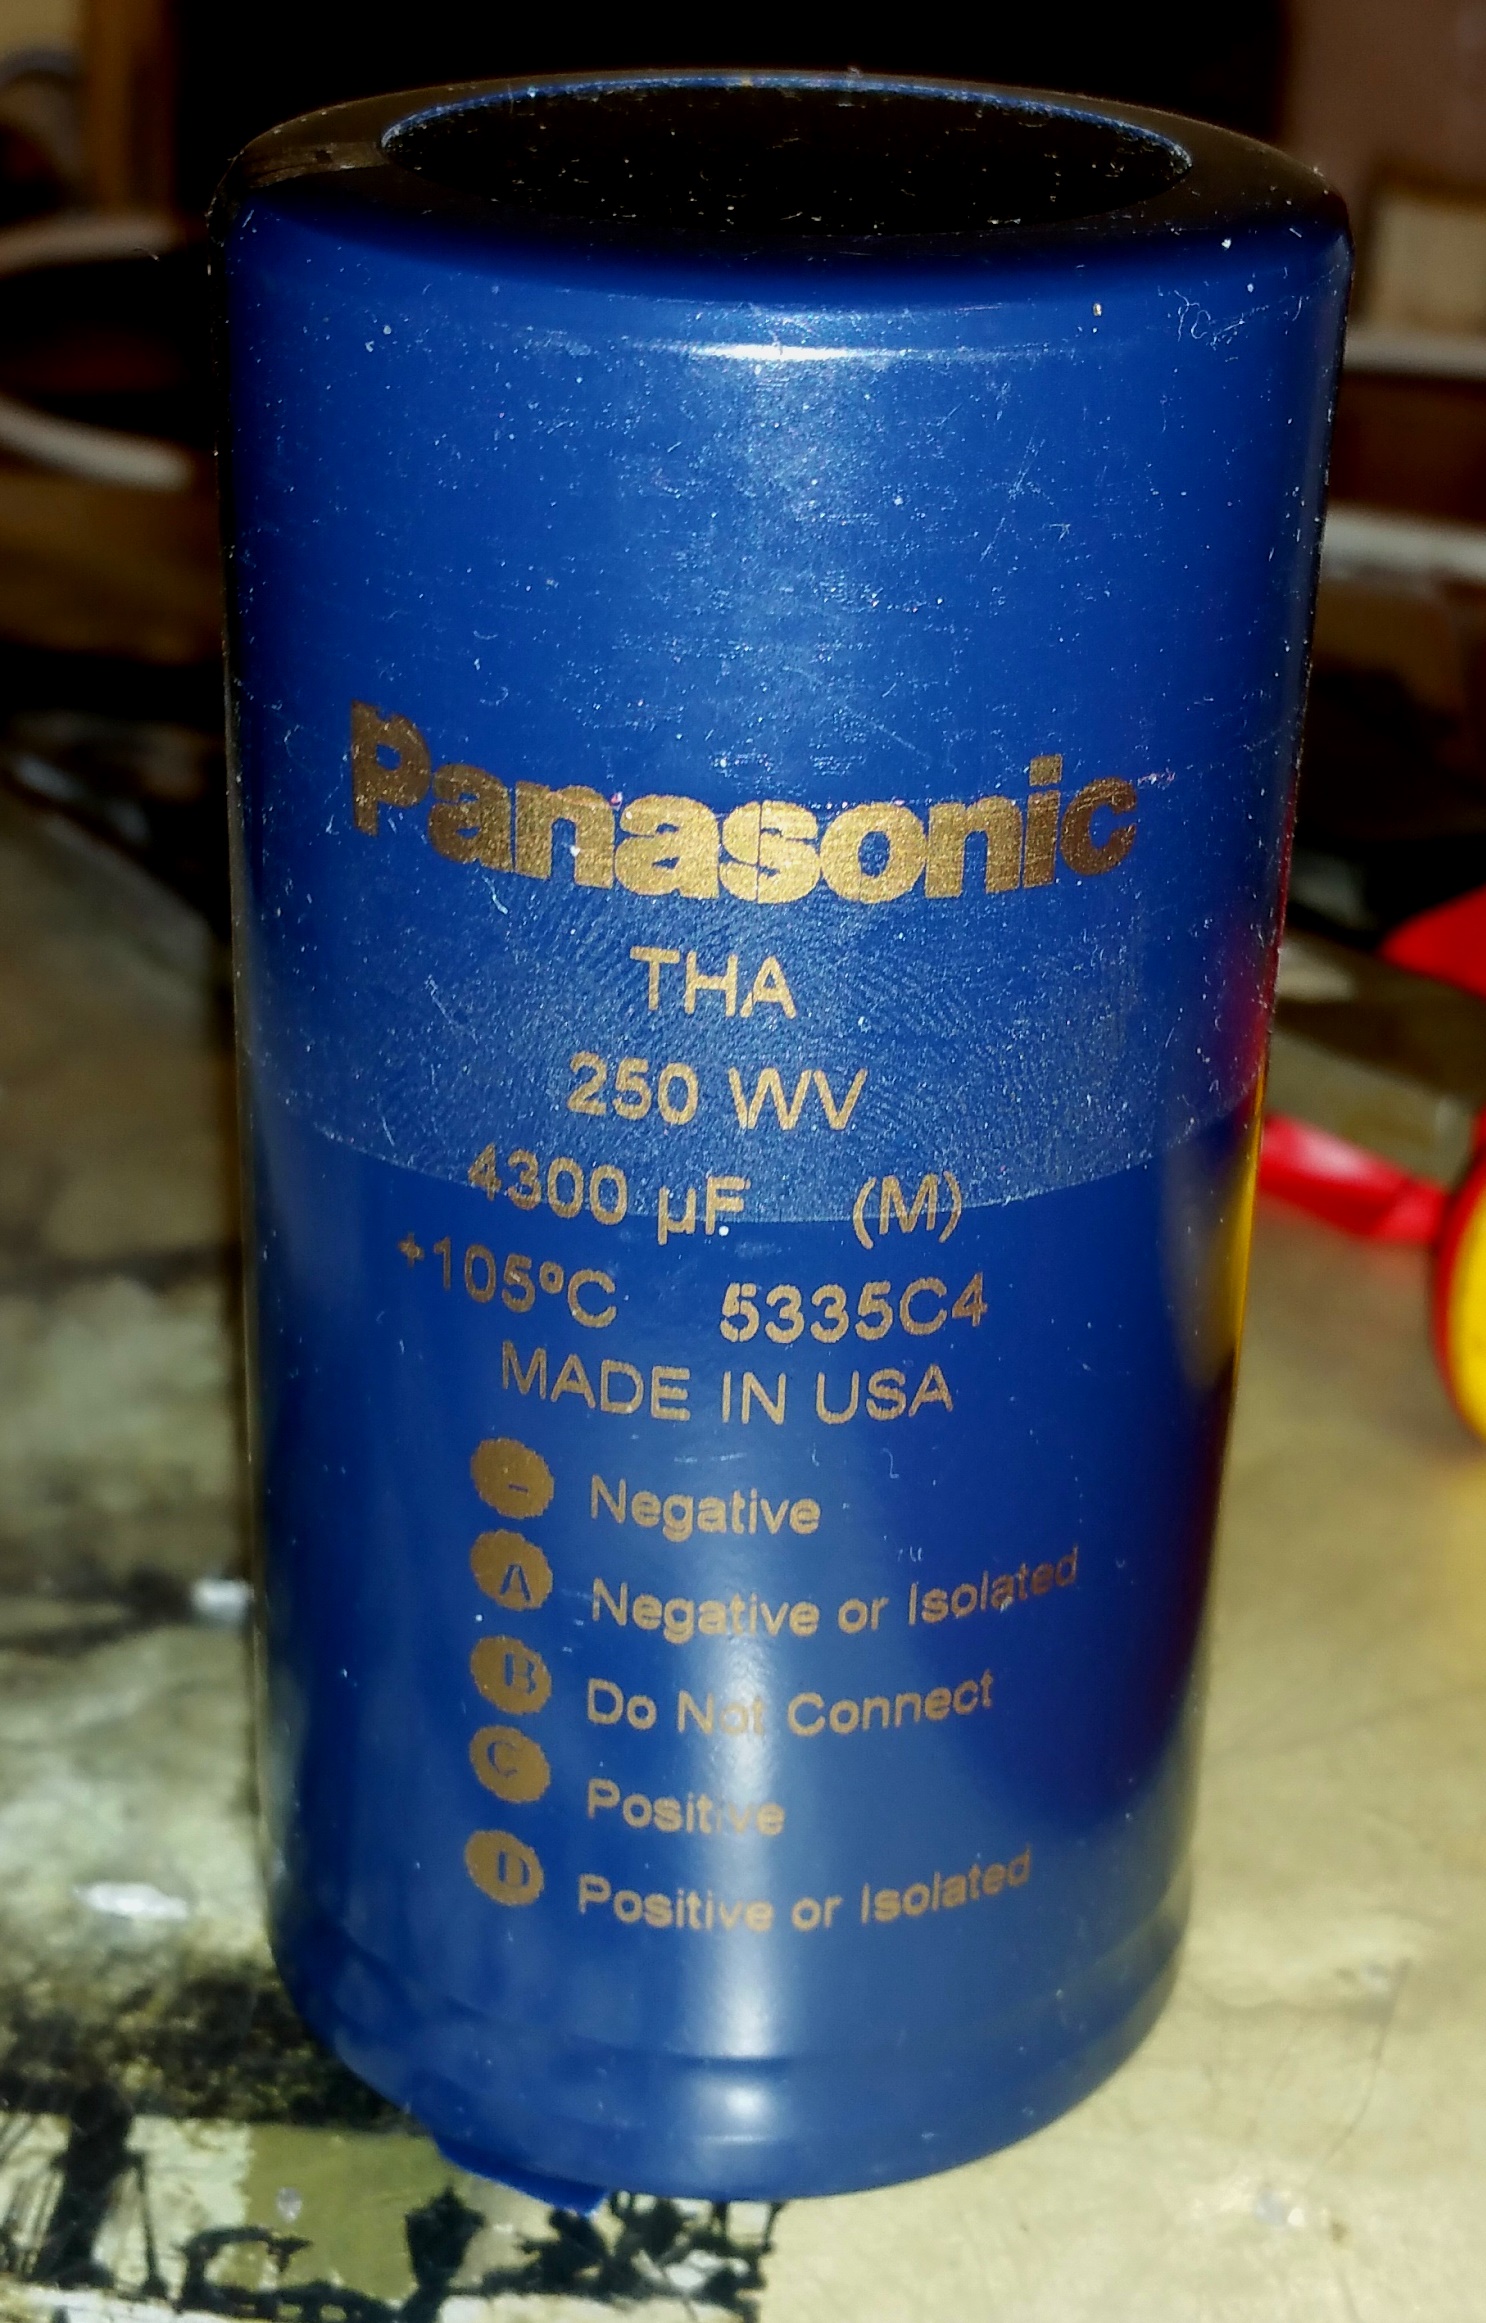 Panasonic
THA
250 WV
4300 µF (M)
+105ºC 5335C4
MADE IN USA
- Negative
A Negative or Isolated
B Do Not Connect
C Positive
D Positive or Isolated